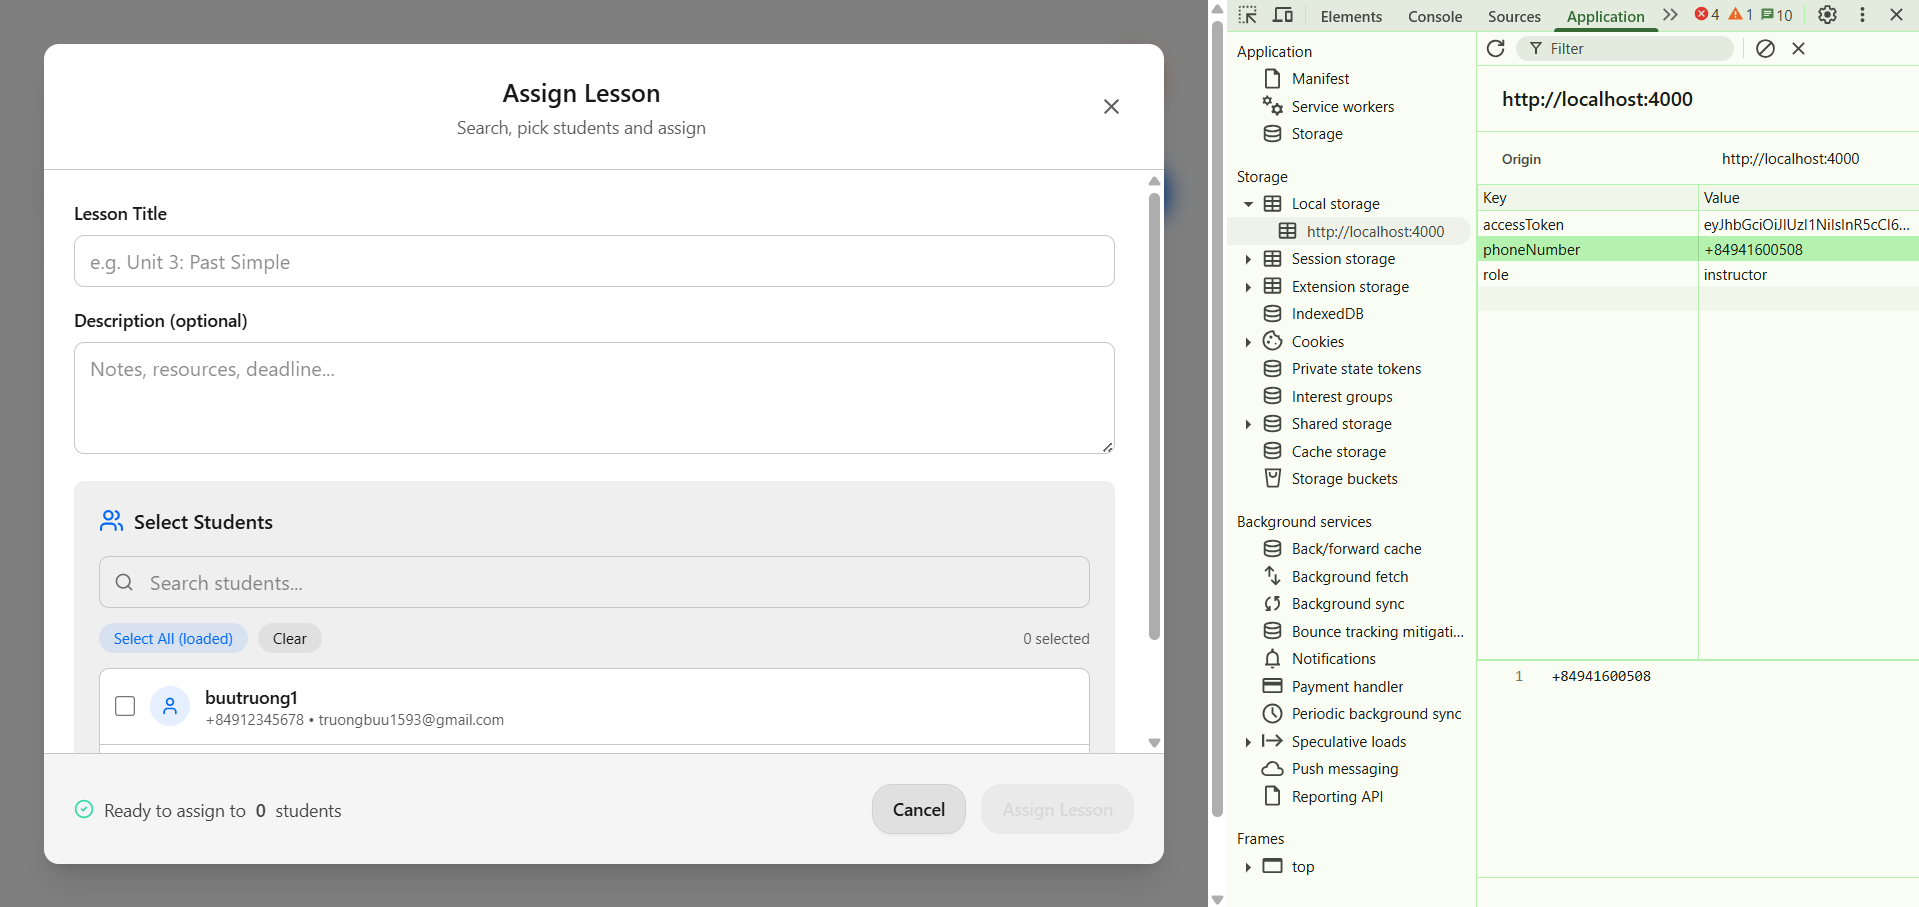 Assign Lesson
Search, pick students and assign
Lesson Title
e.g. Unit 3: Past Simple
Description (optional)
Notes, resources, deadline...
Select Students
Search students...
Select All (loaded)
Clear
0 selected
buutruong1
+84912345678 • truongbuu1593@gmail.com
Ready to assign to 0 students
Cancel
Assign Lesson
Elements
Console
Sources
Application
4
1
10
Application
Manifest
Service workers
Storage
Storage
Local storage
http://localhost:4000
Session storage
Extension storage
IndexedDB
Cookies
Private state tokens
Interest groups
Shared storage
Cache storage
Storage buckets
Background services
Back/forward cache
Background fetch
Background sync
Bounce tracking mitigati...
Notifications
Payment handler
Periodic background sync
Speculative loads
Push messaging
Reporting API
Frames
top
Filter
http://localhost:4000
Origin http://localhost:4000
Key Value
accessToken
phoneNumber +84941600508
role instructor
1 +84941600508